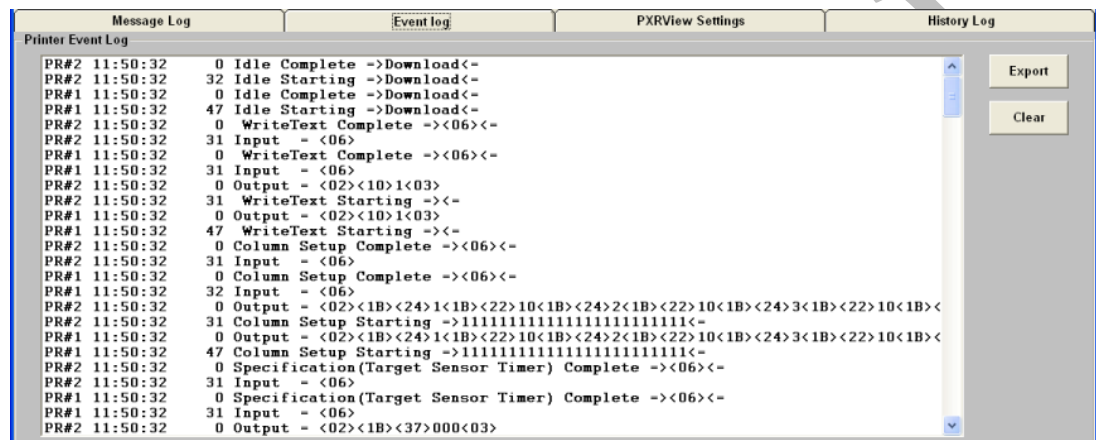 Message Log Event log PXRView Settings History Log
Printer Event Log
PR#2 11:50:32 0 Idle Complete =>Download<=
PR#2 11:50:32 32 Idle Starting =>Download<=
PR#1 11:50:32 0 Idle Complete =>Download<=
PR#1 11:50:32 47 Idle Starting =>Download<=
PR#2 11:50:32 0 WriteText Complete =><06><=
PR#2 11:50:32 31 Input = <06>
PR#1 11:50:32 0 WriteText Complete =><06><=
PR#1 11:50:32 31 Input = <06>
PR#2 11:50:32 0 Output = <02><10>1<03>
PR#2 11:50:32 31 WriteText Starting =><=
PR#1 11:50:32 0 Output = <02><10>1<03>
PR#1 11:50:32 47 WriteText Starting =><=
PR#2 11:50:32 0 Column Setup Complete =><06><=
PR#2 11:50:32 31 Input = <06>
PR#1 11:50:32 0 Column Setup Complete =><06><=
PR#1 11:50:32 32 Input = <06>
PR#2 11:50:32 0 Output = <02><1B><24>1<1B><22>10<1B><24>2<1B><22>10<1B><24>3<1B><22>10<1B><
PR#2 11:50:32 31 Column Setup Starting =>111111111111111111111111<=
PR#1 11:50:32 0 Output = <02><1B><24>1<1B><22>10<1B><24>2<1B><22>10<1B><24>3<1B><22>10<1B><
PR#1 11:50:32 47 Column Setup Starting =>111111111111111111111111<=
PR#2 11:50:32 0 Specification(Target Sensor Timer) Complete =><06><=
PR#2 11:50:32 31 Input = <06>
PR#1 11:50:32 0 Specification(Target Sensor Timer) Complete =><06><=
PR#1 11:50:32 31 Input = <06>
PR#2 11:50:32 0 Output = <02><1B><37>000<03>
Export
Clear